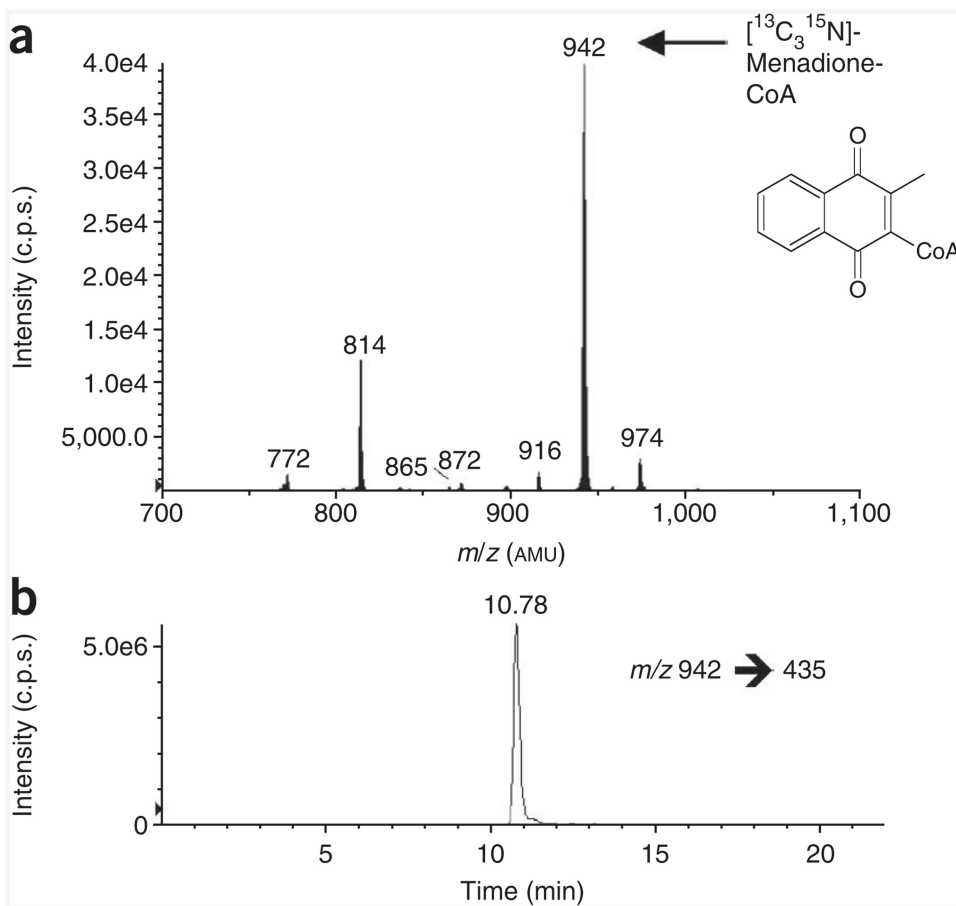 a
[¹³C₃¹⁵N]-
Menadione-
CoA
942
4.0e4
3.5e4
3.0e4
2.5e4
2.0e4
1.5e4
1.0e4
5,000.0
0
Intensity (c.p.s.)
814
772
865
872
916
974
O
O
CoA
700
800
900
1,000
1,100
m/z (AMU)
b
10.78
5.0e6
0
Intensity (c.p.s.)
m/z 942 → 435
5
10
15
20
Time (min)